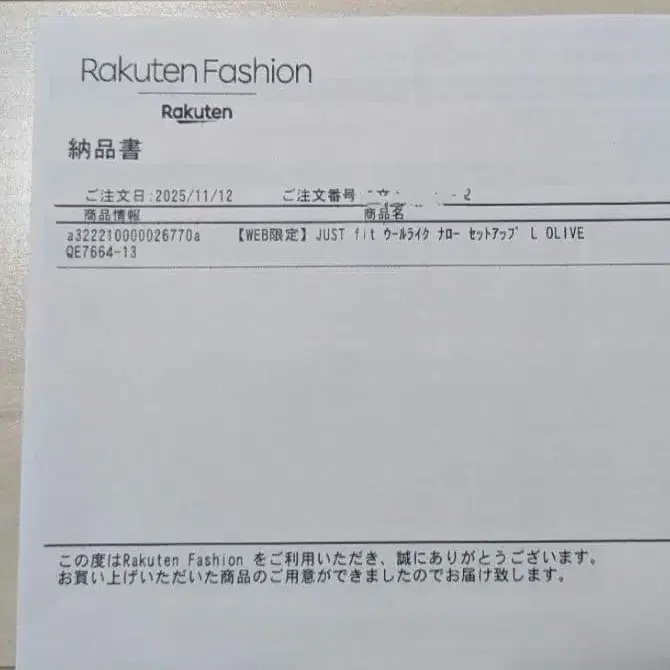 Rakuten Fashion
Rakuten
納品書
ご注文日:2025/11/12 ご注文番号
商品情報 商品名
a322210000026770a 【WEB限定】JUST fit ウールライク ナロー セットアップ L OLIVE
QE7664-13
この度はRakuten Fashion をご利用いただき、誠にありがとうございます。
お買い上げいただいた商品のご用意ができましたのでお届け致します。